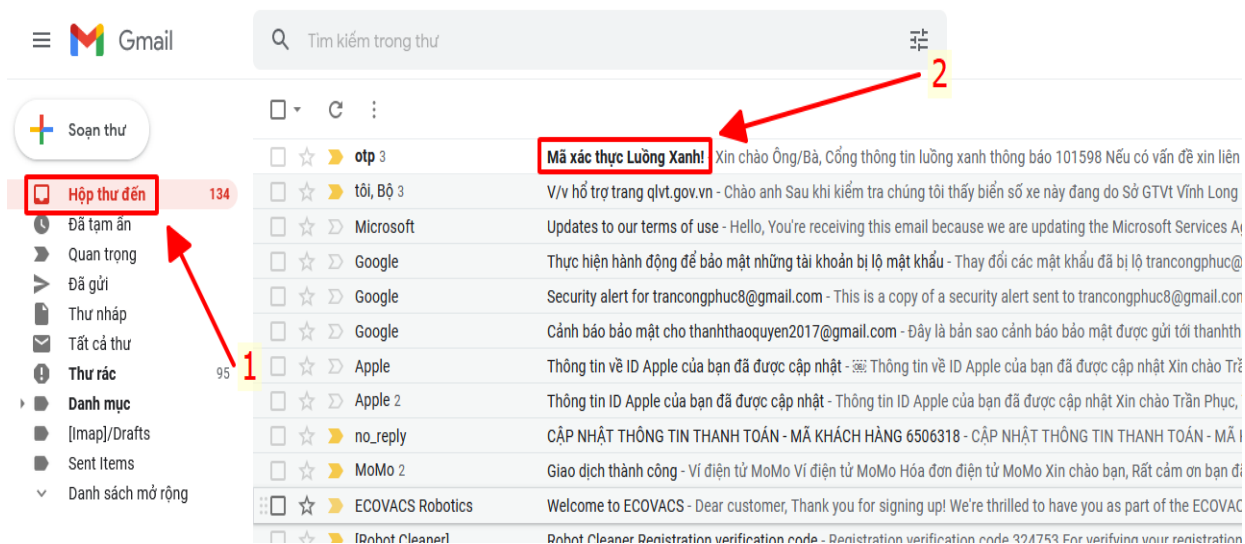 Gmail
Tìm kiếm trong thư
2
Soạn thư
otp 3 Mã xác thực Luồng Xanh! Xin chào Ông/Bà, Cổng thông tin luồng xanh thông báo 101598 Nếu có vấn đề xin liên
Hộp thư đến 134
tôi, Bộ 3 V/v hổ trợ trang qlvt.gov.vn - Chào anh Sau khi kiểm tra chúng tôi thấy biển số xe này đang do Sở GTVt Vĩnh Long
Đã tạm ẩn
Microsoft Updates to our terms of use - Hello, You're receiving this email because we are updating the Microsoft Services
Quan trọng
Google Thực hiện hành động để bảo mật những tài khoản bị lộ mật khẩu - Thay đổi các mật khẩu đã bị lộ trancongphuc@
Đã gửi
Google Security alert for trancongphuc8@gmail.com - This is a copy of a security alert sent to trancongphuc8@gmail.com
Thư nháp
Google Cảnh báo bảo mật cho thanhthaoquyen2017@gmail.com - Đây là bản sao cảnh báo bảo mật được gửi tới thanhth
Tất cả thư
Apple Thông tin về ID Apple của bạn đã được cập nhật - Thông tin về ID Apple của bạn đã được cập nhật Xin chào
Thư rác 95 1
Apple 2 Thông tin ID Apple của bạn đã được cập nhật - Thông tin ID Apple của bạn đã được cập nhật Xin chào Trần Phục,
Danh mục
no_reply CẬP NHẬT THÔNG TIN THANH TOÁN - MÃ KHÁCH HÀNG 6506318 - CẬP NHẬT THÔNG TIN THANH TOÁN - MÃ
[Imap]/Drafts
MoMo 2 Giao dịch thành công - Ví điện tử MoMo Ví điện tử MoMo Hóa đơn điện tử MoMo Xin chào bạn, Rất cảm ơn bạn
Sent Items
Danh sách mở rộng
ECOVACS Robotics Welcome to ECOVACS - Dear customer, Thank you for signing up! We're thrilled to have you as part of the
[Robot Cleaner] Robot Cleaner Registration verification code - Registration verification code 324753 For verifying your registration